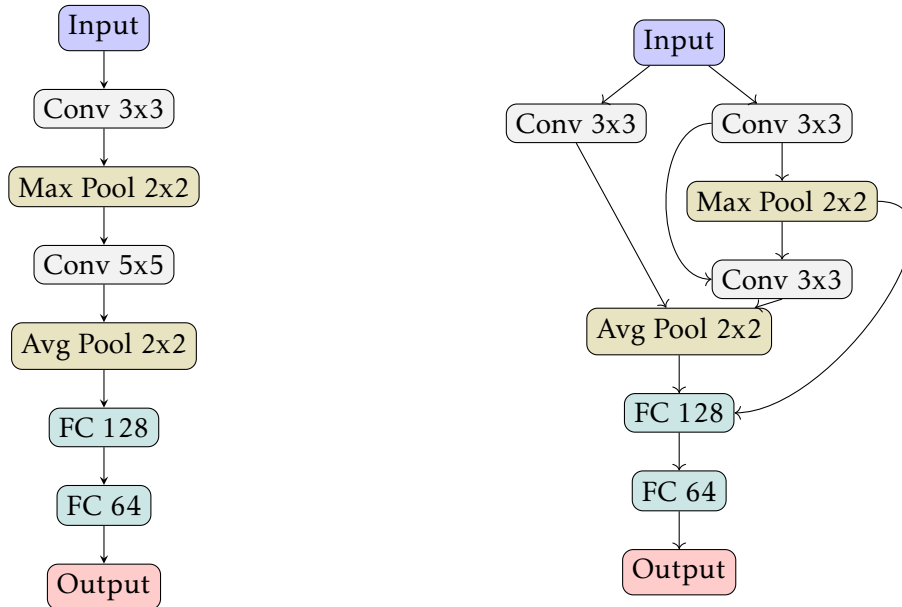 Input
Conv 3x3
Max Pool 2x2
Conv 5x5
Avg Pool 2x2
FC 128
FC 64
Output
Input
Conv 3x3
Conv 3x3
Max Pool 2x2
Conv 3x3
Avg Pool 2x2
FC 128
FC 64
Output